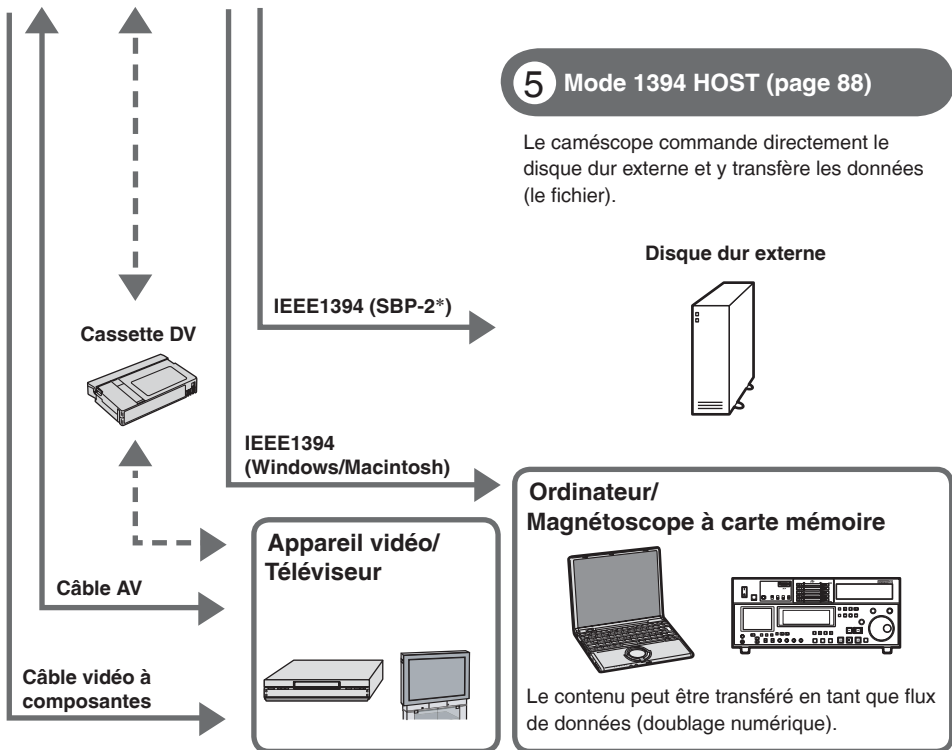 5 Mode 1394 HOST (page 88)
Le caméscope commande directement le
disque dur externe et y transfère les données
(le fichier).
Disque dur externe
IEEE1394 (SBP-2*)
Cassette DV
IEEE1394
(Windows/Macintosh)
Ordinateur/
Magnétoscope à carte mémoire
Appareil vidéo/
Téléviseur
Câble AV
Câble vidéo à
composantes
Le contenu peut être transféré en tant que flux
de données (doublage numérique).